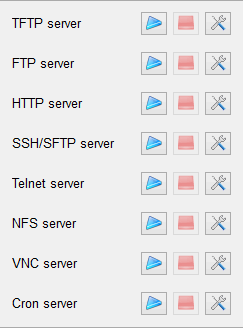 TFTP server
FTP server
HTTP server
SSH/SFTP server
Telnet server
NFS server
VNC server
Cron server